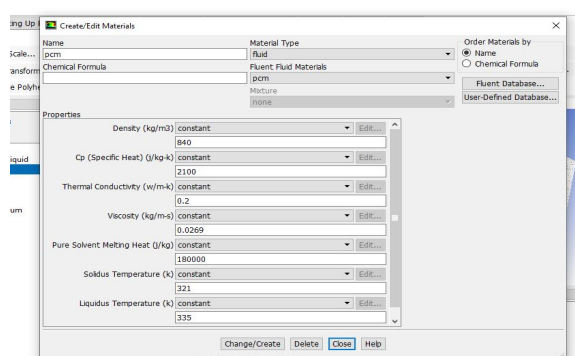 ting Up
Create/Edit Materials
Name
Material Type
Order Materials by
pcm
fluid
Name
Scale...
Chemical Formula
Fluent Fluid Materials
Chemical Formula
ransform
pcm
Fluent Database...
e Polyhe
Mixture
none
User-Defined Database...
Properties
Density (kg/m3) constant Edit...
840
iquid
Cp (Specific Heat) (j/kg-k) constant Edit...
2100
Thermal Conductivity (w/m-k) constant Edit...
0.2
um
Viscosity (kg/m-s) constant Edit...
0.0269
Pure Solvent Melting Heat (j/kg) constant Edit...
180000
Solidus Temperature (k) constant Edit...
321
Liquidus Temperature (k) constant Edit...
335
Change/Create Delete Close Help